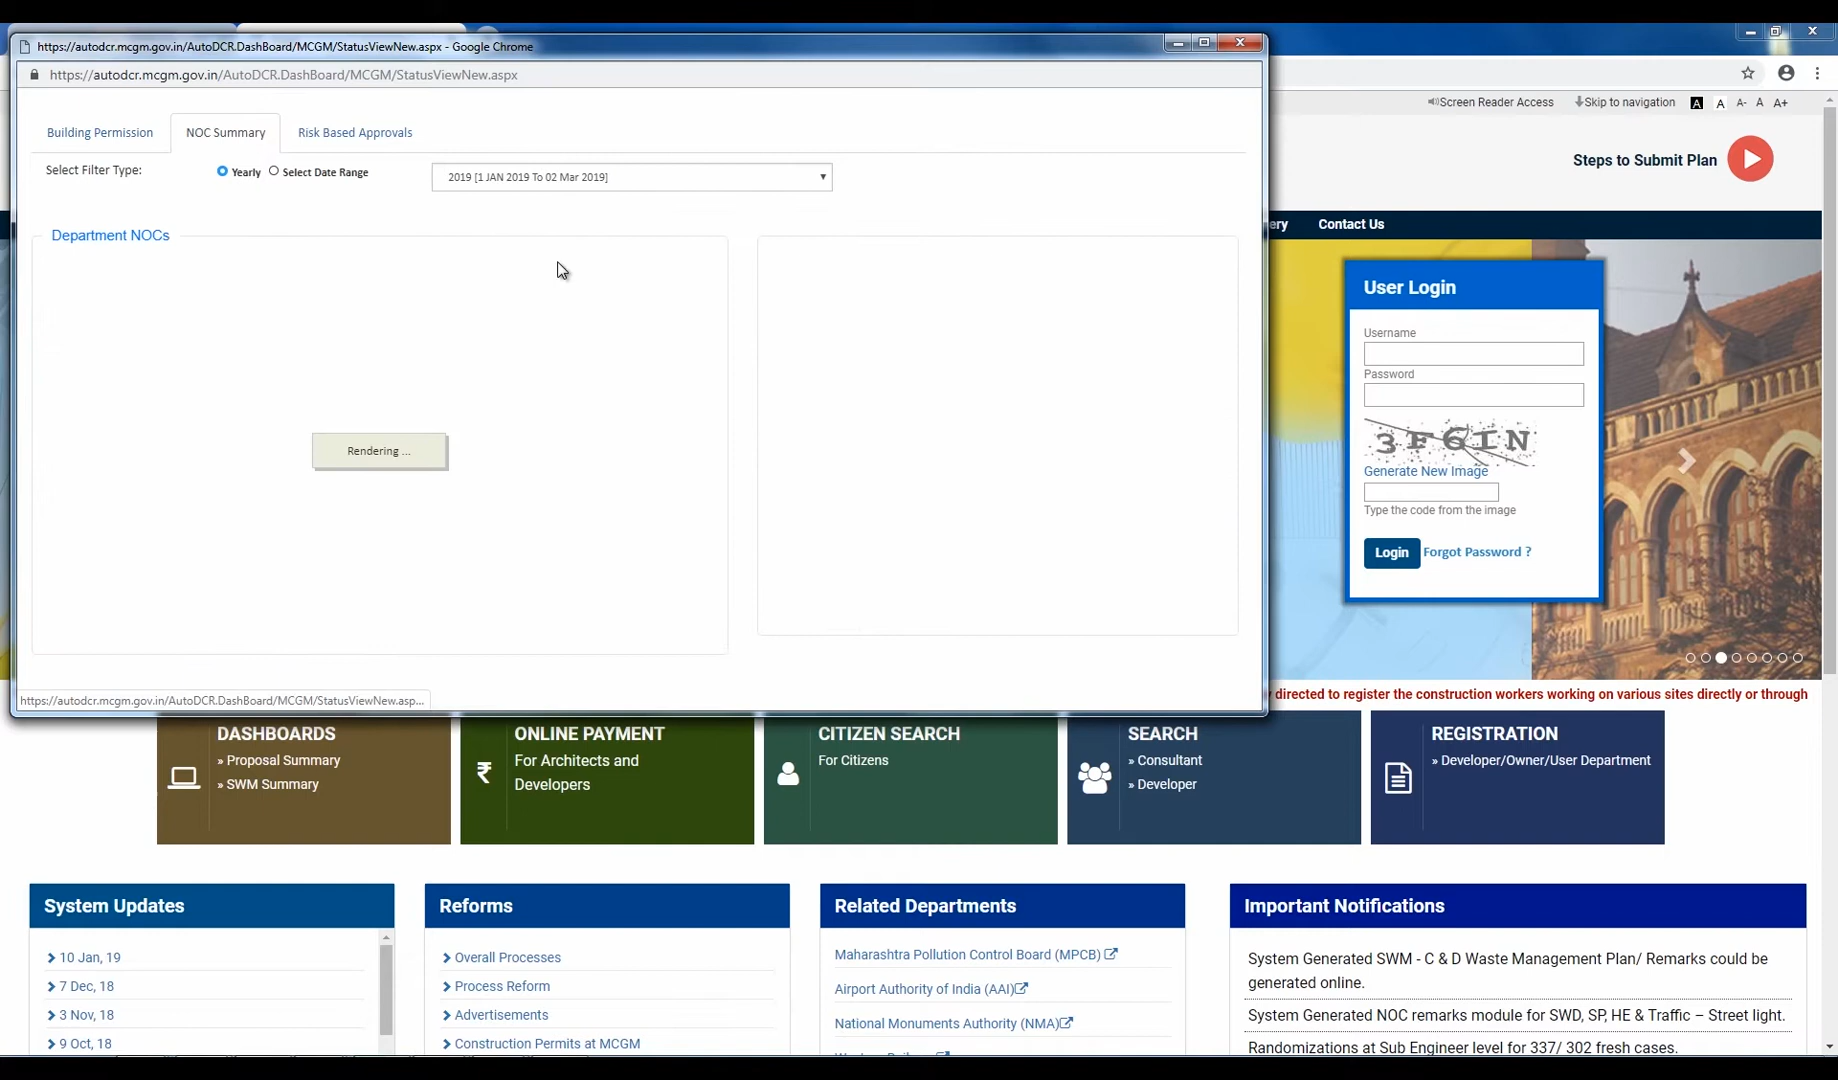 https://autodcr.mcgm.gov.in/AutoDCR.DashBoard/MCGM/StatusViewNew.aspx - Google Chrome
https://autodcr.mcgm.gov.in/AutoDCR.DashBoard/MCGM/StatusViewNew.aspx
Building Permission
NOC Summary
Risk Based Approvals
Select Filter Type:
Yearly
Select Date Range
2019 [1 JAN 2019 To 02 Mar 2019]
Department NOCs
Rendering ...
https://autodcr.mcgm.gov.in/AutoDCR.DashBoard/MCGM/StatusViewNew.asp...
Screen Reader Access
Skip to navigation
A
A
A-
A
A+
Steps to Submit Plan
ery
Contact Us
User Login
Username
Password
3F6IN
Generate New Image
Type the code from the image
Login
Forgot Password ?
y directed to register the construction workers working on various sites directly or through
DASHBOARDS
» Proposal Summary
» SWM Summary
ONLINE PAYMENT
For Architects and
Developers
CITIZEN SEARCH
For Citizens
SEARCH
» Consultant
» Developer
REGISTRATION
» Developer/Owner/User Department
System Updates
10 Jan, 19
7 Dec, 18
3 Nov, 18
9 Oct, 18
Reforms
Overall Processes
Process Reform
Advertisements
Construction Permits at MCGM
Related Departments
Maharashtra Pollution Control Board (MPCB)
Airport Authority of India (AAI)
National Monuments Authority (NMA)
Important Notifications
System Generated SWM - C & D Waste Management Plan/ Remarks could be
generated online.
System Generated NOC remarks module for SWD, SP, HE & Traffic – Street light.
Randomizations at Sub Engineer level for 337/ 302 fresh cases.